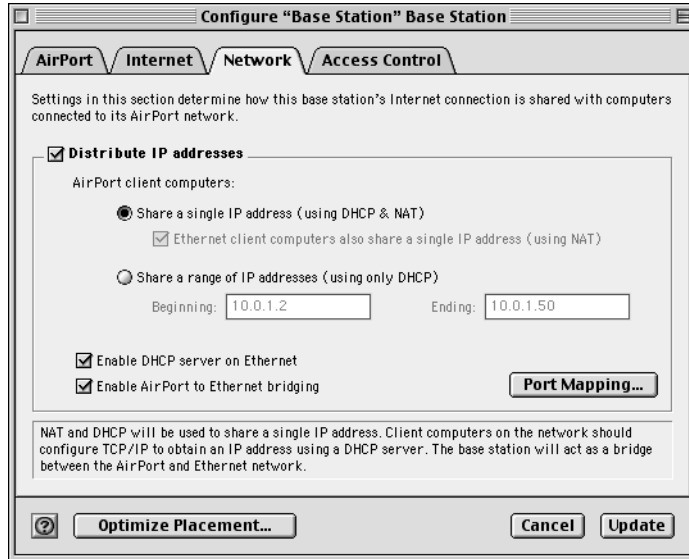 Configure “Base Station” Base Station
AirPort Internet Network Access Control
Settings in this section determine how this base station's Internet connection is shared with computers
connected to its AirPort network.
Distribute IP addresses
AirPort client computers:
Share a single IP address (using DHCP & NAT)
Ethernet client computers also share a single IP address (using NAT)
Share a range of IP addresses (using only DHCP)
Beginning: 10.0.1.2 Ending: 10.0.1.50
Enable DHCP server on Ethernet
Enable AirPort to Ethernet bridging
Port Mapping...
NAT and DHCP will be used to share a single IP address. Client computers on the network should
configure TCP/IP to obtain an IP address using a DHCP server. The base station will act as a bridge
between the AirPort and Ethernet network.
? Optimize Placement... Cancel Update